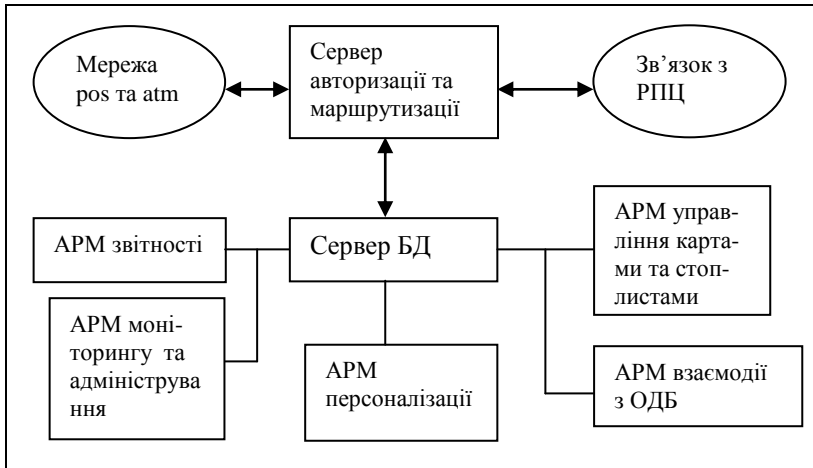 Мережа
pos та atm
Сервер
авторизації та
маршрутизації
Зв’язок з
РПЦ
АРМ звітності
Сервер БД
АРМ управ-
ління карта-
ми та стоп-
листами
АРМ моні-
торингу та
адмініструва
ння
АРМ
персоналізації
АРМ взаємодії
з ОДБ